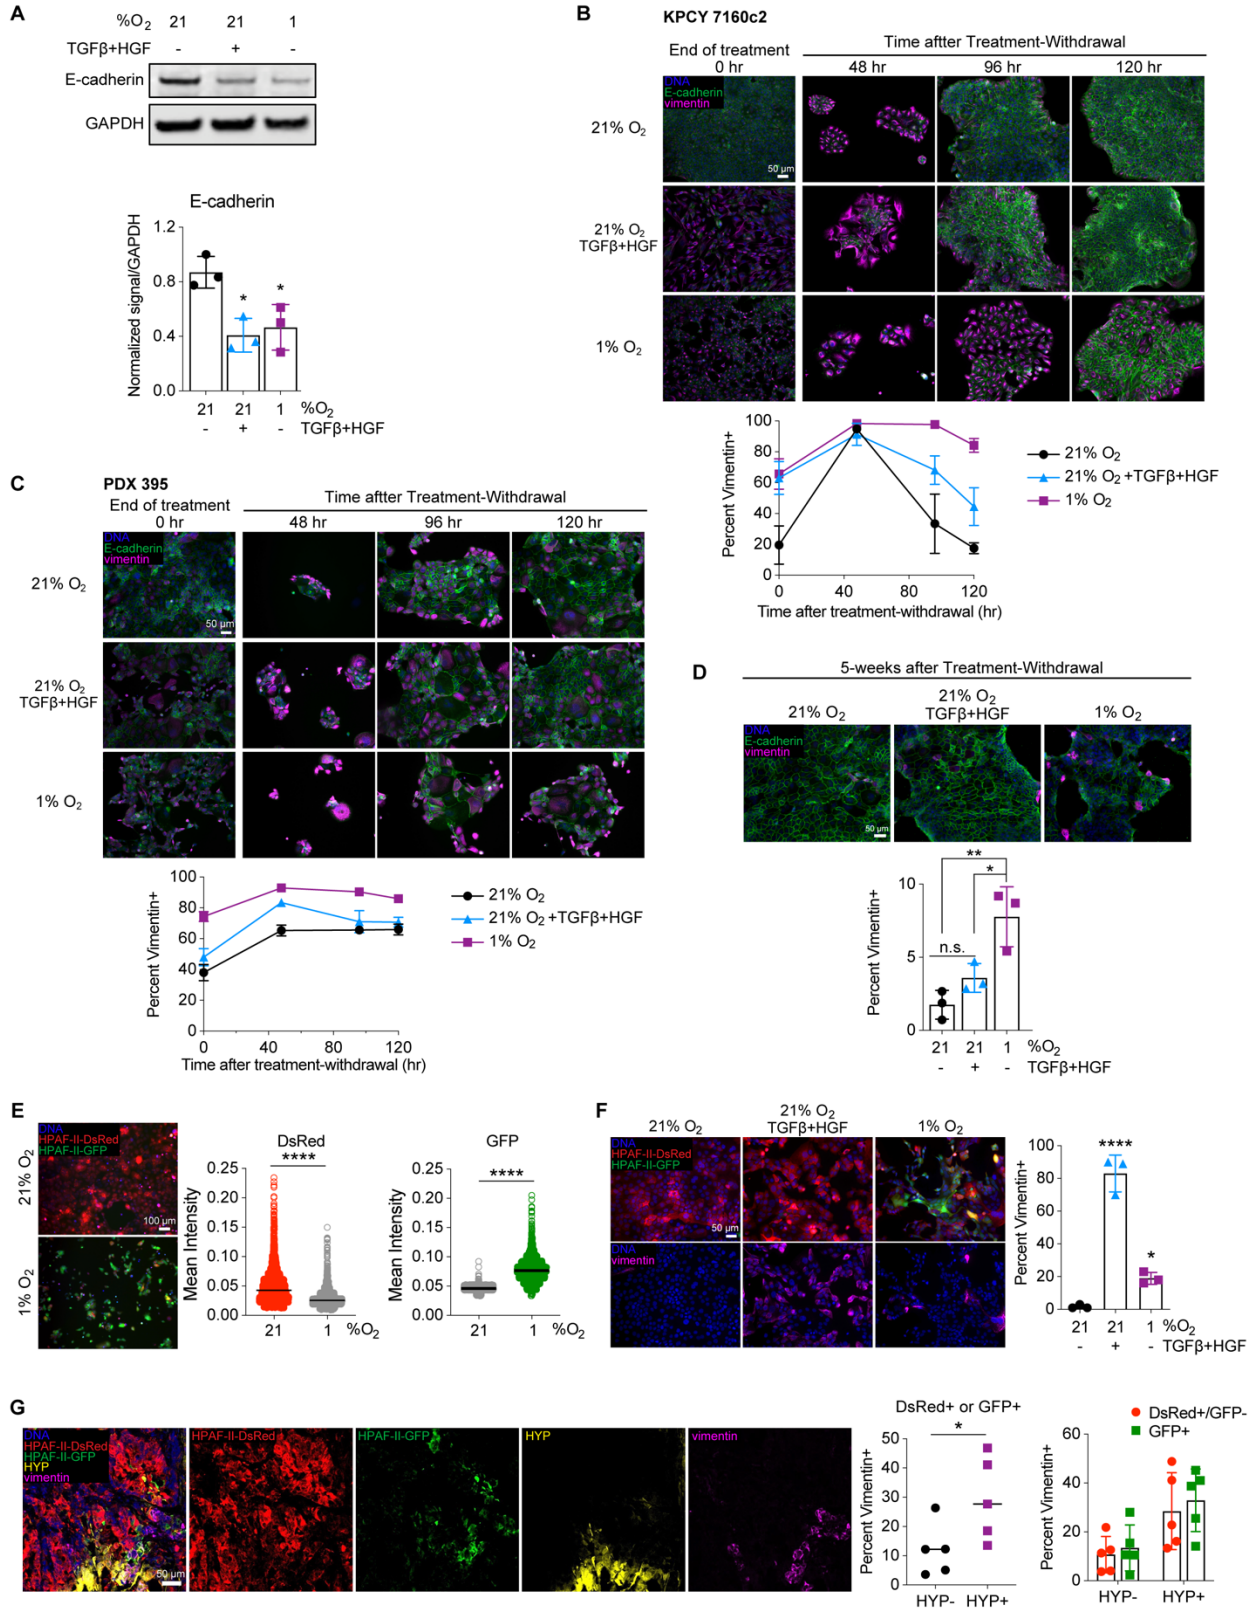 A
%O2 21 21 1
TGFβ+HGF - + -
E-cadherin
GAPDH
E-cadherin
Normalized signal/GAPDH
1.2
0.8
0.4
0.0
* *
21 21 1 %O2
- + - TGFβ+HGF
B
KPCY 7160c2
End of treatment
0 hr
Time aftter Treatment-Withdrawal
48 hr 96 hr 120 hr
DNA
E-cadherin
vimentin
50 µm
21% O2
21% O2
TGFβ+HGF
1% O2
Percent Vimentin+
100
80
60
40
20
0
0 40 80 120
Time after treatment-withdrawal (hr)
21% O2
21% O2 +TGFβ+HGF
1% O2
C
PDX 395
End of treatment
0 hr
Time aftter Treatment-Withdrawal
48 hr 96 hr 120 hr
DNA
E-cadherin
vimentin
50 µm
21% O2
21% O2
TGFβ+HGF
1% O2
Percent Vimentin+
100
80
60
40
20
0
0 40 80 120
Time after treatment-withdrawal (hr)
21% O2
21% O2 +TGFβ+HGF
1% O2
D
5-weeks after Treatment-Withdrawal
21% O2
21% O2
TGFβ+HGF
1% O2
DNA
E-cadherin
vimentin
50 µm
Percent Vimentin+
10
5
0
**
*
n.s.
21 21 1 %O2
- + - TGFβ+HGF
E
21% O2
1% O2
DNA
HPAF-II-DsRed
HPAF-II-GFP
100 µm
DsRed
****
Mean Intensity
0.25
0.20
0.15
0.10
0.05
0.00
21 1 %O2
GFP
****
Mean Intensity
0.25
0.20
0.15
0.10
0.05
0.00
21 1 %O2
F
21% O2
21% O2
TGFβ+HGF
1% O2
DNA
HPAF-II-DsRed
HPAF-II-GFP
50 µm
DNA
vimentin
Percent Vimentin+
100
80
60
40
20
0
****
*
21 21 1 %O2
- + - TGFβ+HGF
G
DNA
HPAF-II-DsRed
HPAF-II-GFP
HYP
vimentin
50 µm
HPAF-II-DsRed
HPAF-II-GFP
HYP
vimentin
DsRed+ or GFP+
*
Percent Vimentin+
50
40
30
20
10
0
HYP- HYP+
DsRed+/GFP-
GFP+
Percent Vimentin+
60
40
20
0
HYP- HYP+